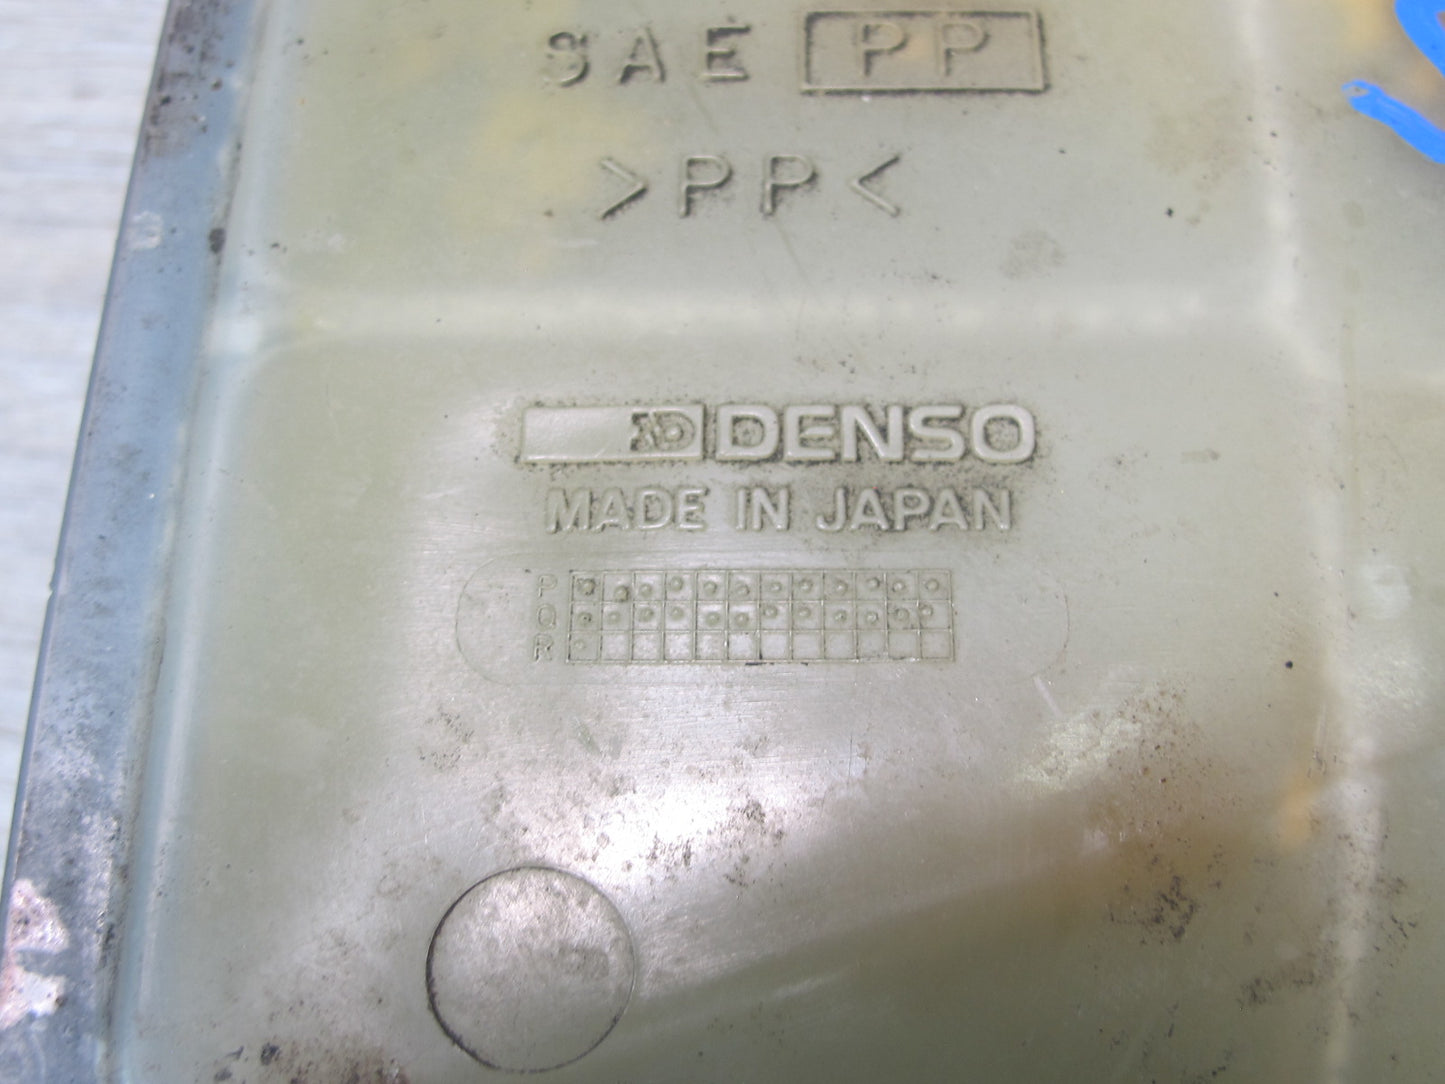 SAE PP
>PP<
DENSO
MADE IN JAPAN
P
Q
R